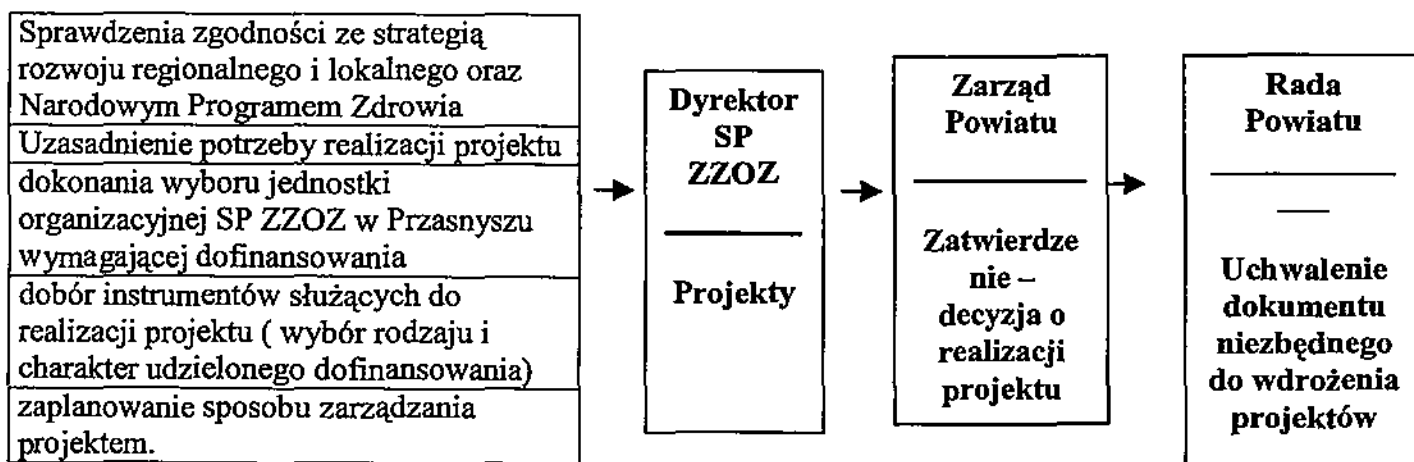 Sprawdzenia zgodności ze strategią
rozwoju regionalnego i lokalnego oraz
Narodowym Programem Zdrowia
Uzasadnienie potrzeby realizacji projektu
dokonania wyboru jednostki
organizacyjnej SP ZZOZ w Przasnyszu
wymagającej dofinansowania
dobór instrumentów służących do
realizacji projektu ( wybór rodzaju i
charakter udzielonego dofinansowania)
zaplanowanie sposobu zarządzania
projektem.
Dyrektor
SP
ZZOZ
Projekty
Zarząd
Powiatu
Zatwierdze
nie –
decyzja o
realizacji
projektu
Rada
Powiatu
Uchwalenie
dokumentu
niezbędnego
do wdrożenia
projektów